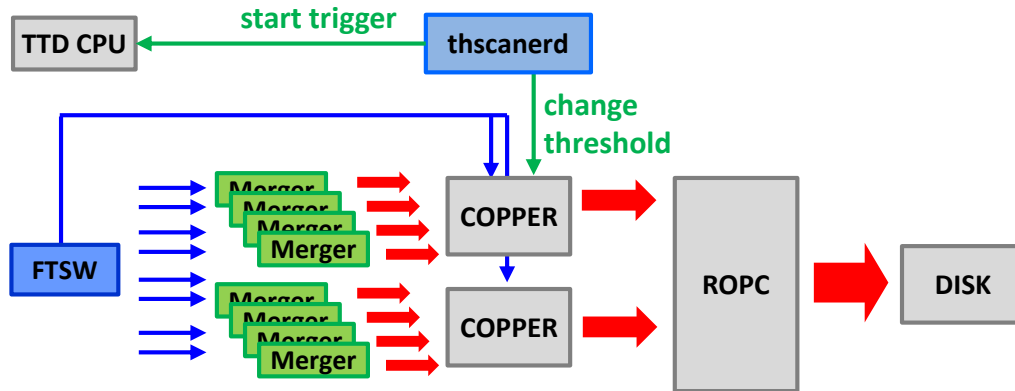 start trigger
TTD CPU
thscanerd
change
threshold
Merger
Merger
Merger
Merger
COPPER
FTSW
ROPC
DISK
Merger
Merger
Merger
Merger
COPPER